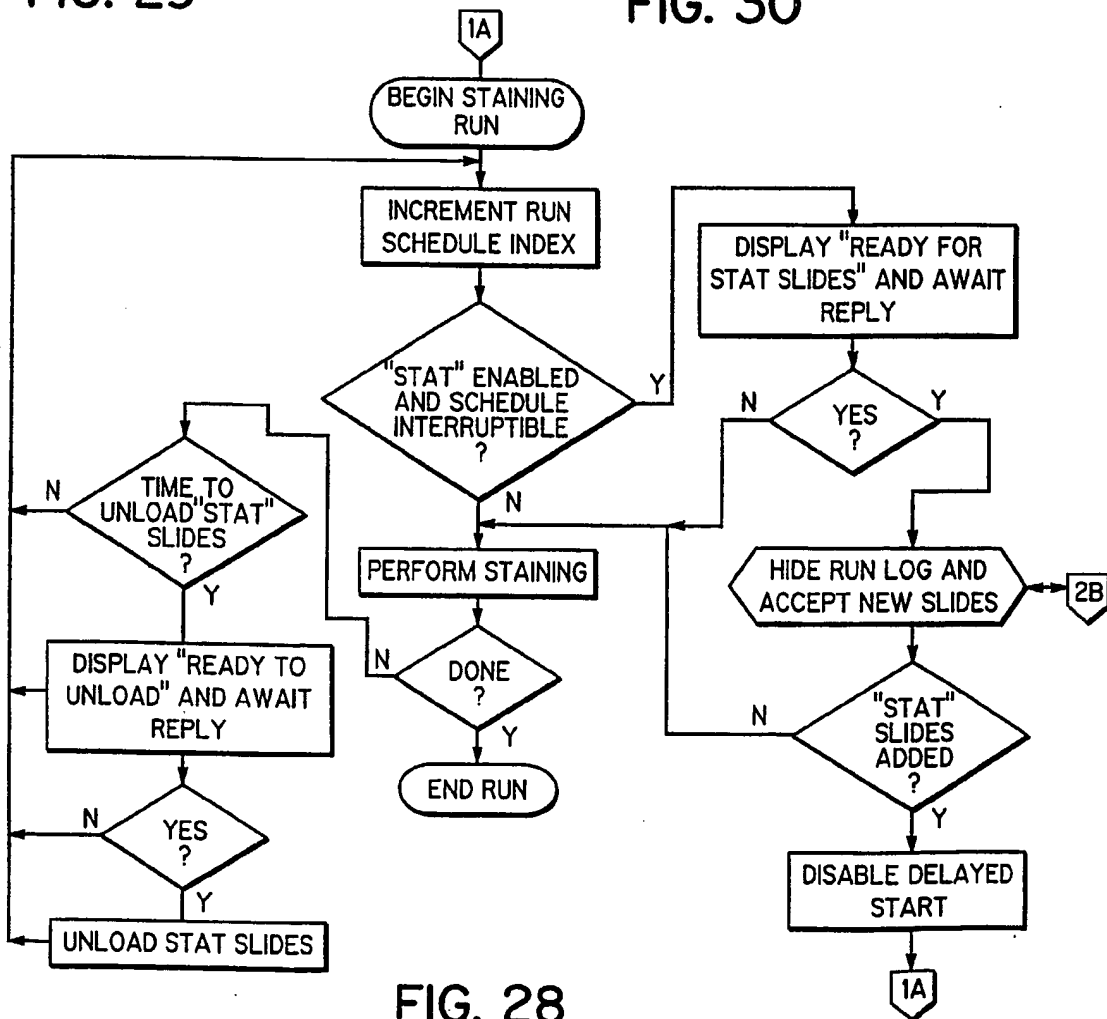 FIG. 29
FIG. 30
1A
BEGIN STAINING
RUN
INCREMENT RUN
SCHEDULE INDEX
"STAT" ENABLED
AND SCHEDULE
INTERRUPTIBLE
?
Y
N
DISPLAY "READY FOR
STAT SLIDES" AND AWAIT
REPLY
N
YES
?
Y
HIDE RUN LOG AND
ACCEPT NEW SLIDES
2B
"STAT"
SLIDES
ADDED
?
N
Y
DISABLE DELAYED
START
1A
PERFORM STAINING
N
DONE
?
Y
END RUN
N
TIME TO
UNLOAD "STAT"
SLIDES
?
Y
DISPLAY "READY TO
UNLOAD" AND AWAIT
REPLY
N
YES
?
Y
UNLOAD STAT SLIDES
FIG. 28